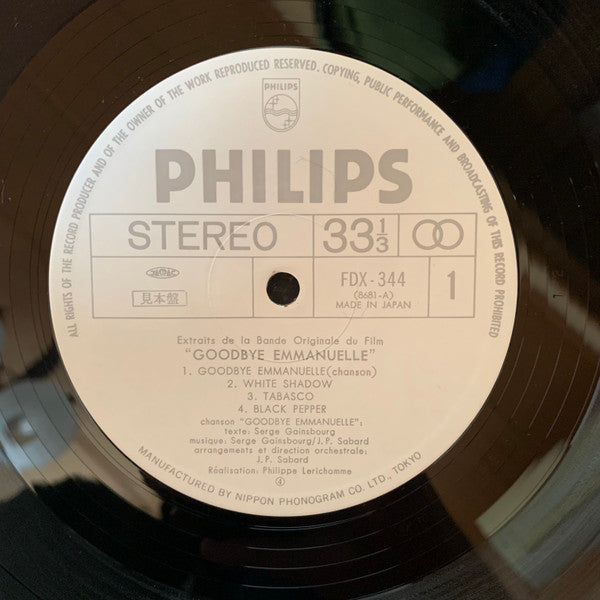 ALL RIGHTS OF THE RECORD PRODUCER AND OF THE OWNER OF THE WORK REPRODUCED RESERVED. COPYING, PUBLIC PERFORMANCE AND BROADCASTING OF THIS RECORD PROHIBITED
PHILIPS
PHILIPS
STEREO 33 1/3
見本盤 FDX-344 1
(8681-A)
MADE IN JAPAN
Extraits de la Bande Originale du Film
"GOODBYE EMMANUELLE"
1. GOODBYE EMMANUELLE(chanson)
2. WHITE SHADOW
3. TABASCO
4. BLACK PEPPER
chanson "GOODBYE EMMANUELLE":
texte: Serge Gainsbourg
musique: Serge Gainsbourg/J.P. Sabard
arrangements et direction orchestrale:
J.P. Sabard
Réalisation: Philippe Lerichomme
4
MANUFACTURED BY NIPPON PHONOGRAM CO. LTD., TOKYO